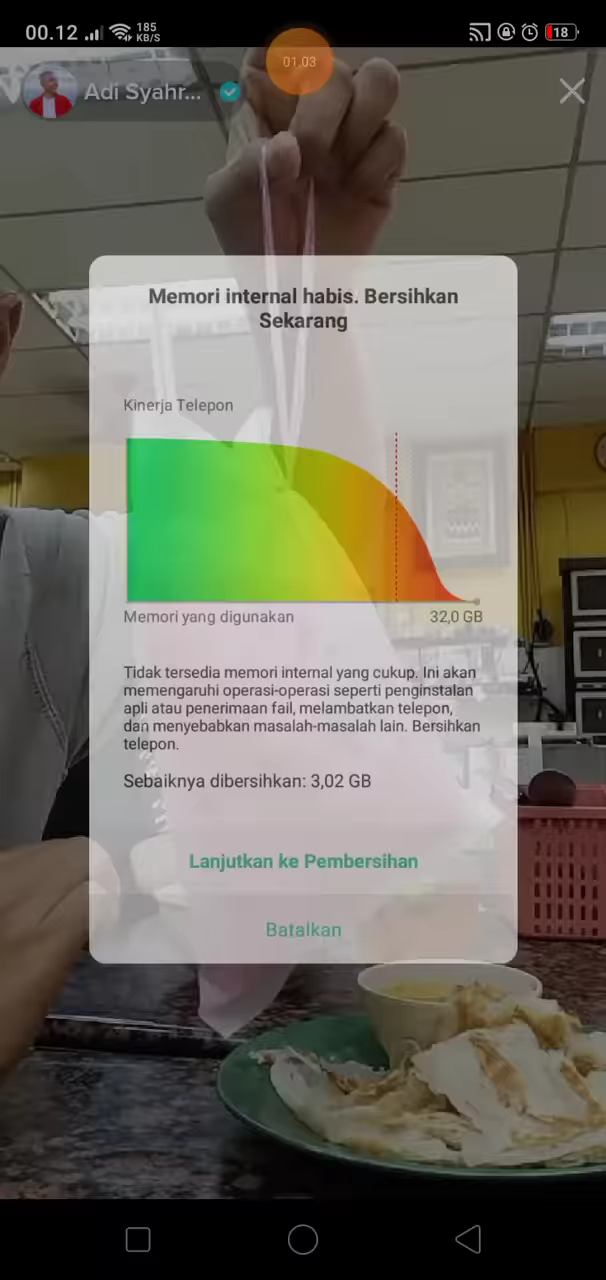 00.12
185
KB/S
18
01.03
Adi Syahr...
Memori internal habis. Bersihkan
Sekarang
Kinerja Telepon
Memori yang digunakan
32,0 GB
Tidak tersedia memori internal yang cukup. Ini akan
memengaruhi operasi-operasi seperti penginstalan
apli atau penerimaan fail, melambatkan telepon,
dan menyebabkan masalah-masalah lain. Bersihkan
telepon.
Sebaiknya dibersihkan: 3,02 GB
Lanjutkan ke Pembersihan
Batalkan